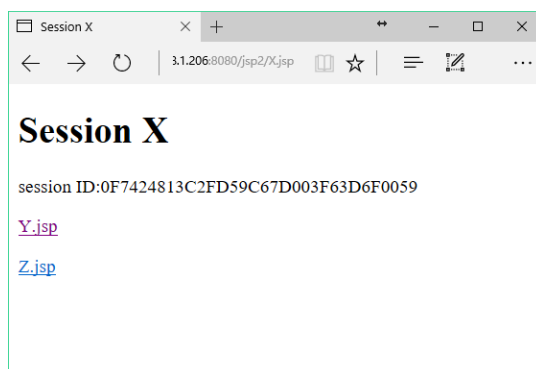 Session X
3.1.206:8080/jsp2/X.jsp
Session X
session ID:0F7424813C2FD59C67D003F63D6F0059
Y.jsp
Z.jsp